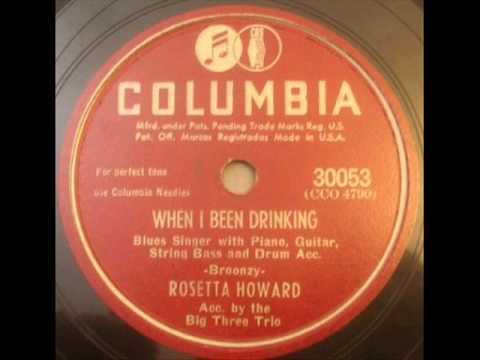 COLUMBIA
Mfrd. under Pats. Pending Trade Marks Reg. U.S.
Pat. Off. Marcas Registradas Made in U.S.A.
For perfect tone
use Columbia Needles
30053
(CCO 4790)
WHEN I BEEN DRINKING
Blues Singer with Piano, Guitar,
String Bass and Drum Acc.
-Broonzy-
ROSETTA HOWARD
Acc. by the
Big Three Trio